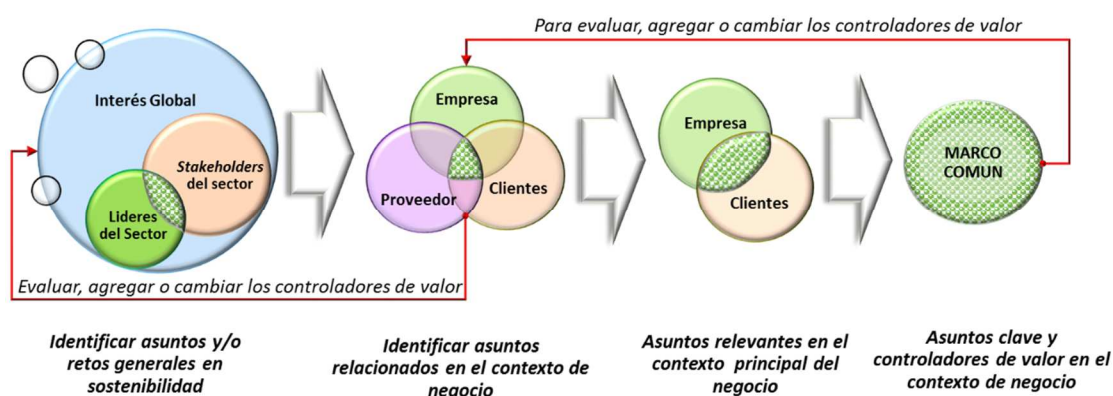 Para evaluar, agregar o cambiar los controladores de valor
Interés Global
Stakeholders
del sector
Lideres
del Sector
Empresa
Proveedor
Clientes
Empresa
Clientes
MARCO
COMUN
Evaluar, agregar o cambiar los controladores de valor
Identificar asuntos y/o
retos generales en
sostenibilidad
Identificar asuntos
relacionados en el contexto de
negocio
Asuntos relevantes en el
contexto principal del
negocio
Asuntos clave y
controladores de valor en el
contexto de negocio